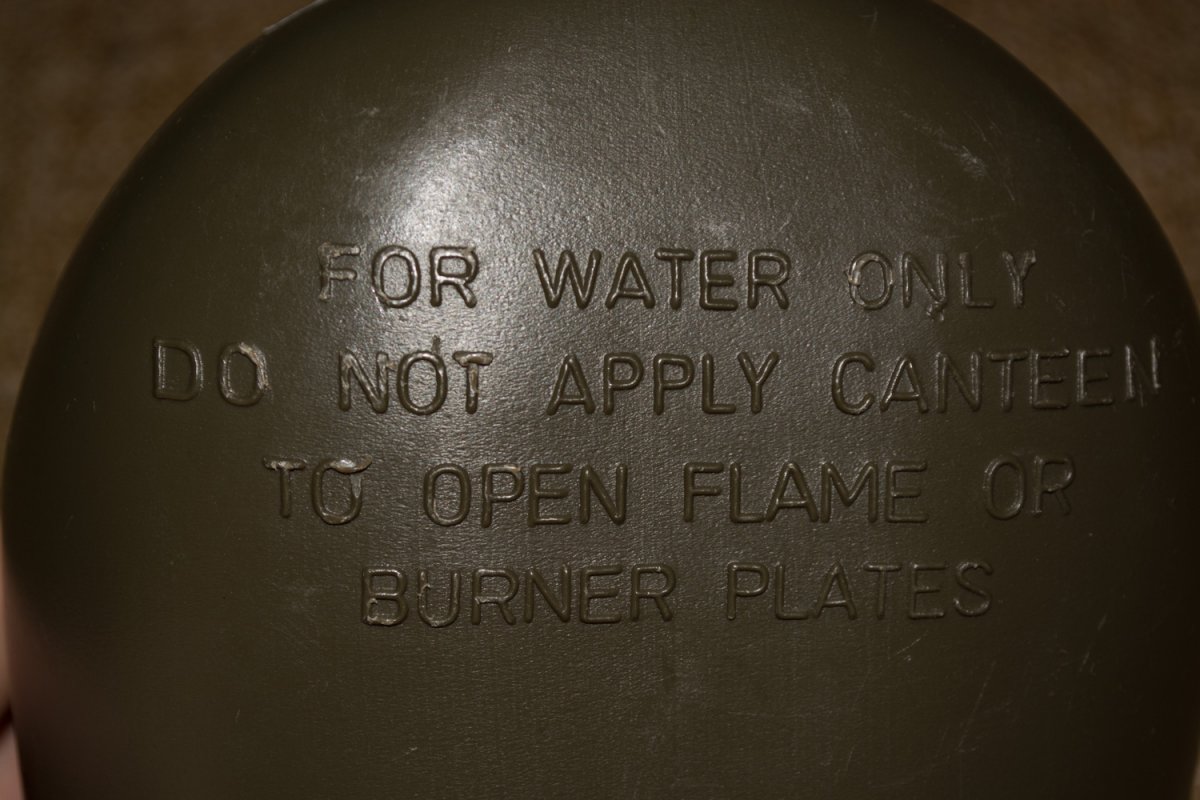 FOR WATER ONLY
DO NOT APPLY CANTEEN
TO OPEN FLAME OR
BURNER PLATES